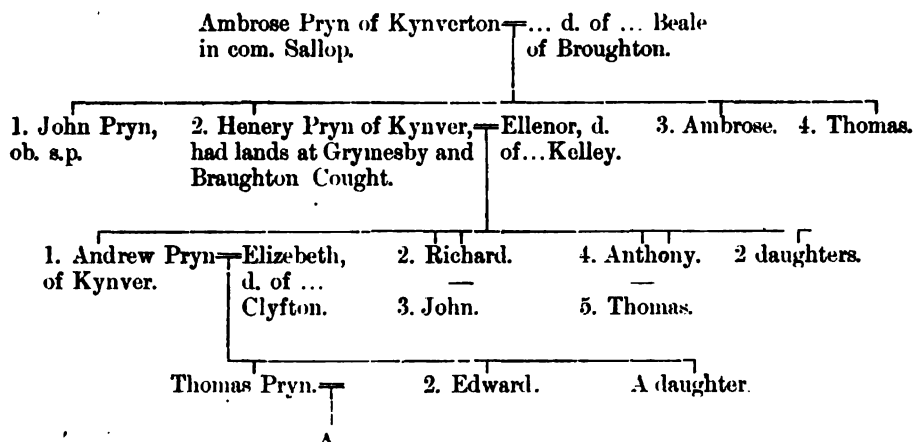 Ambrose Pryn of Kynverton
in com. Sallop.
... d. of ... Beale
of Broughton.
1. John Pryn,
ob. s.p.
2. Henery Pryn of Kynver,
had lands at Grymesby and
Braughton Cought.
Ellenor, d.
of...Kelley.
3. Ambrose.
4. Thomas.
1. Andrew Pryn
of Kynver.
Elizebeth,
d. of ...
Clyfton.
2. Richard.
—
3. John.
4. Anthony.
—
5. Thomas.
2 daughters.
Thomas Pryn.
2. Edward.
A daughter.
A